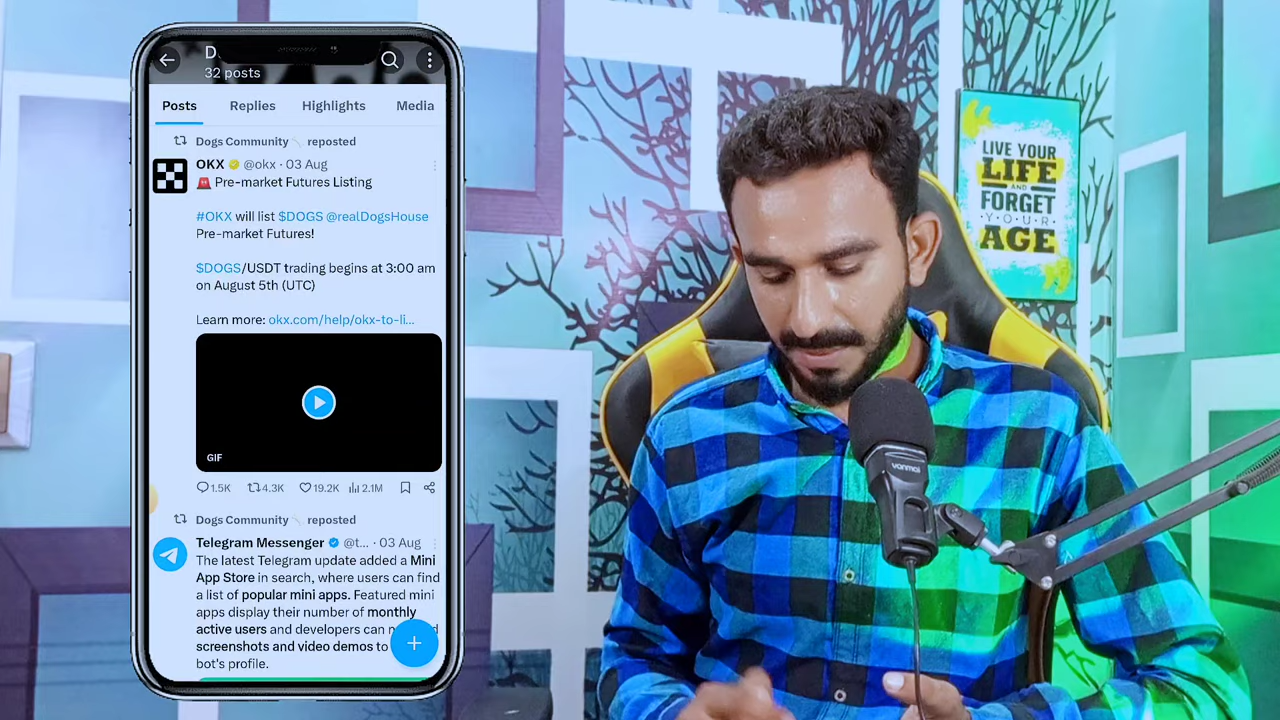 D.
32 posts
Posts Replies Highlights Media
Dogs Community reposted
OKX @okx · 03 Aug
🚨 Pre-market Futures Listing
#OKX will list $DOGS @realDogsHouse
Pre-market Futures!
$DOGS/USDT trading begins at 3:00 am
on August 5th (UTC)
Learn more: okx.com/help/okx-to-li...
GIF
1.5K 4.3K 19.2K 2.1M
Dogs Community reposted
Telegram Messenger @t... · 03 Aug
The latest Telegram update added a Mini
App Store in search, where users can find
a list of popular mini apps. Featured mini
apps display their number of monthly
active users and developers can
screenshots and video demos to
bot's profile.
LIVE YOUR
LIFE
AND
FORGET
·Y·O·U·R·
AGE
vonmai